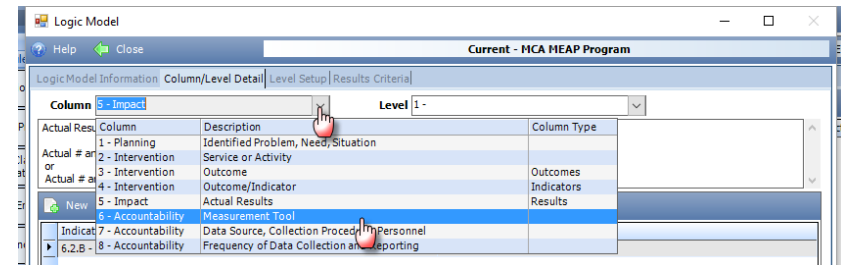 Logic Model
Help Close Current - MCA MEAP Program
Logic Model Information Column/Level Detail Level Setup Results Criteria
Column 5 - Impact Level 1 -
Actual Resu
Column Description Column Type
1 - Planning Identified Problem, Need, Situation
Actual # ar
2 - Intervention Service or Activity
or
3 - Intervention Outcome Outcomes
Actual # a
4 - Intervention Outcome/Indicator Indicators
5 - Impact Actual Results Results
New
6 - Accountability Measurement Tool
Indicat
7 - Accountability Data Source, Collection Personnel
6.2.B -
8 - Accountability Frequency of Data Collection and Reporting